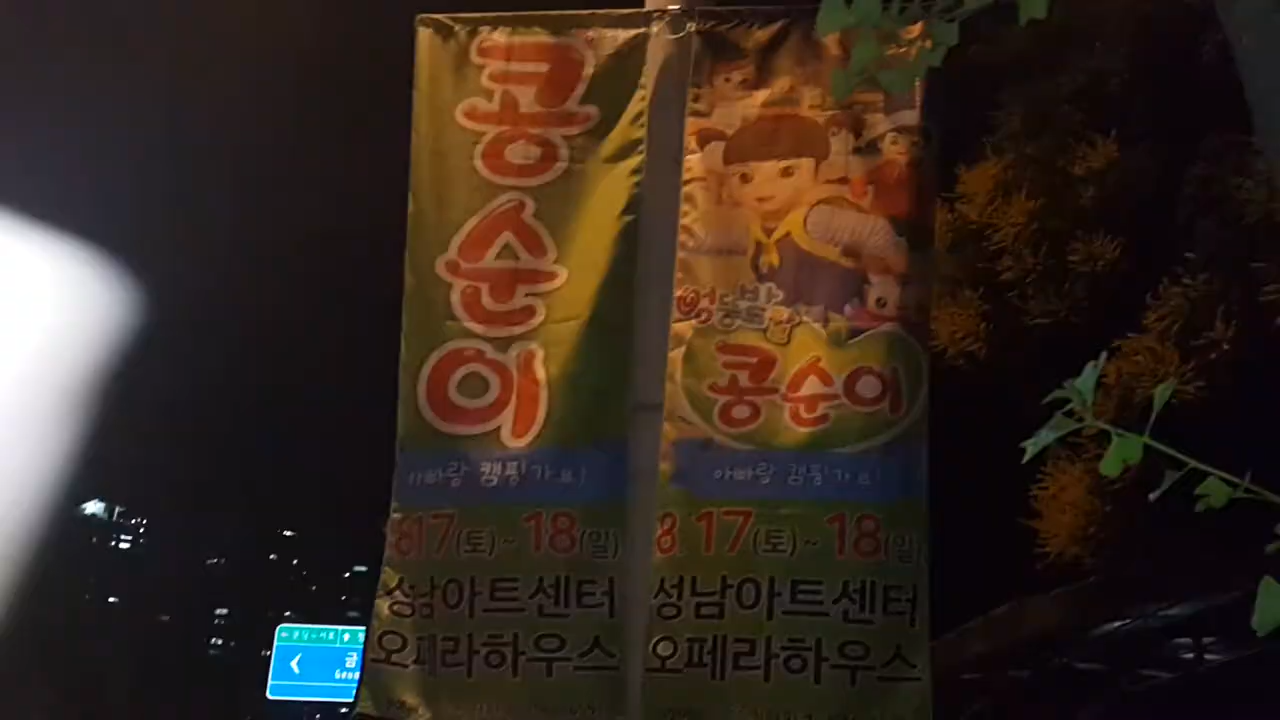 콩순이
아빠랑 캠핑가요!
8.17(토)~18(일)
성남아트센터
오페라하우스
엉뚱발랄
콩순이
아빠랑 캠핑가요!
8.17(토)~18(일)
성남아트센터
오페라하우스